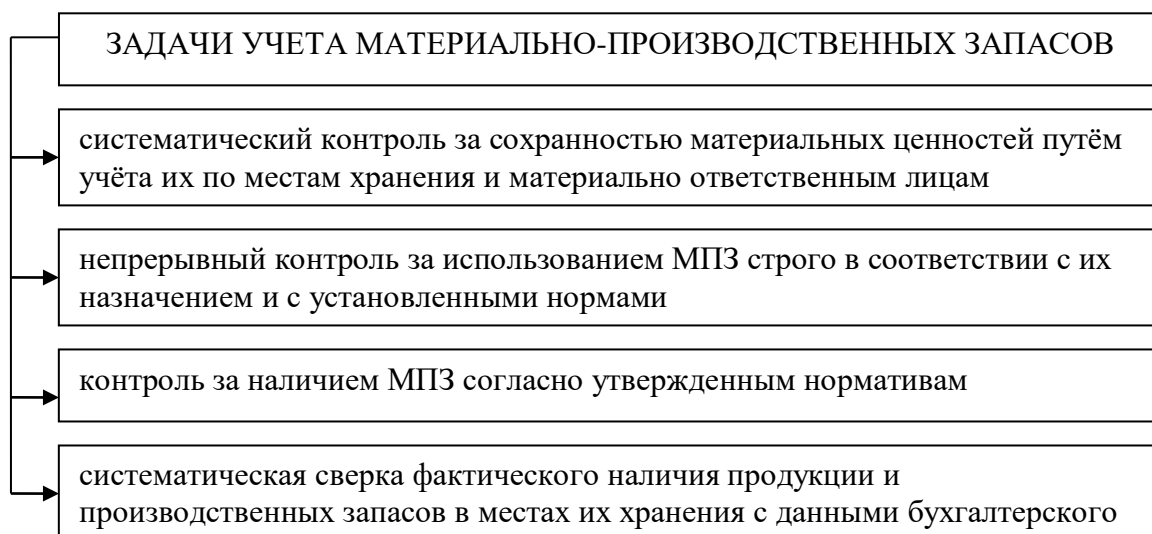 ЗАДАЧИ УЧЕТА МАТЕРИАЛЬНО-ПРОИЗВОДСТВЕННЫХ ЗАПАСОВ
систематический контроль за сохранностью материальных ценностей путём
учёта их по местам хранения и материально ответственным лицам
непрерывный контроль за использованием МПЗ строго в соответствии с их
назначением и с установленными нормами
контроль за наличием МПЗ согласно утвержденным нормативам
систематическая сверка фактического наличия продукции и
производственных запасов в местах их хранения с данными бухгалтерского